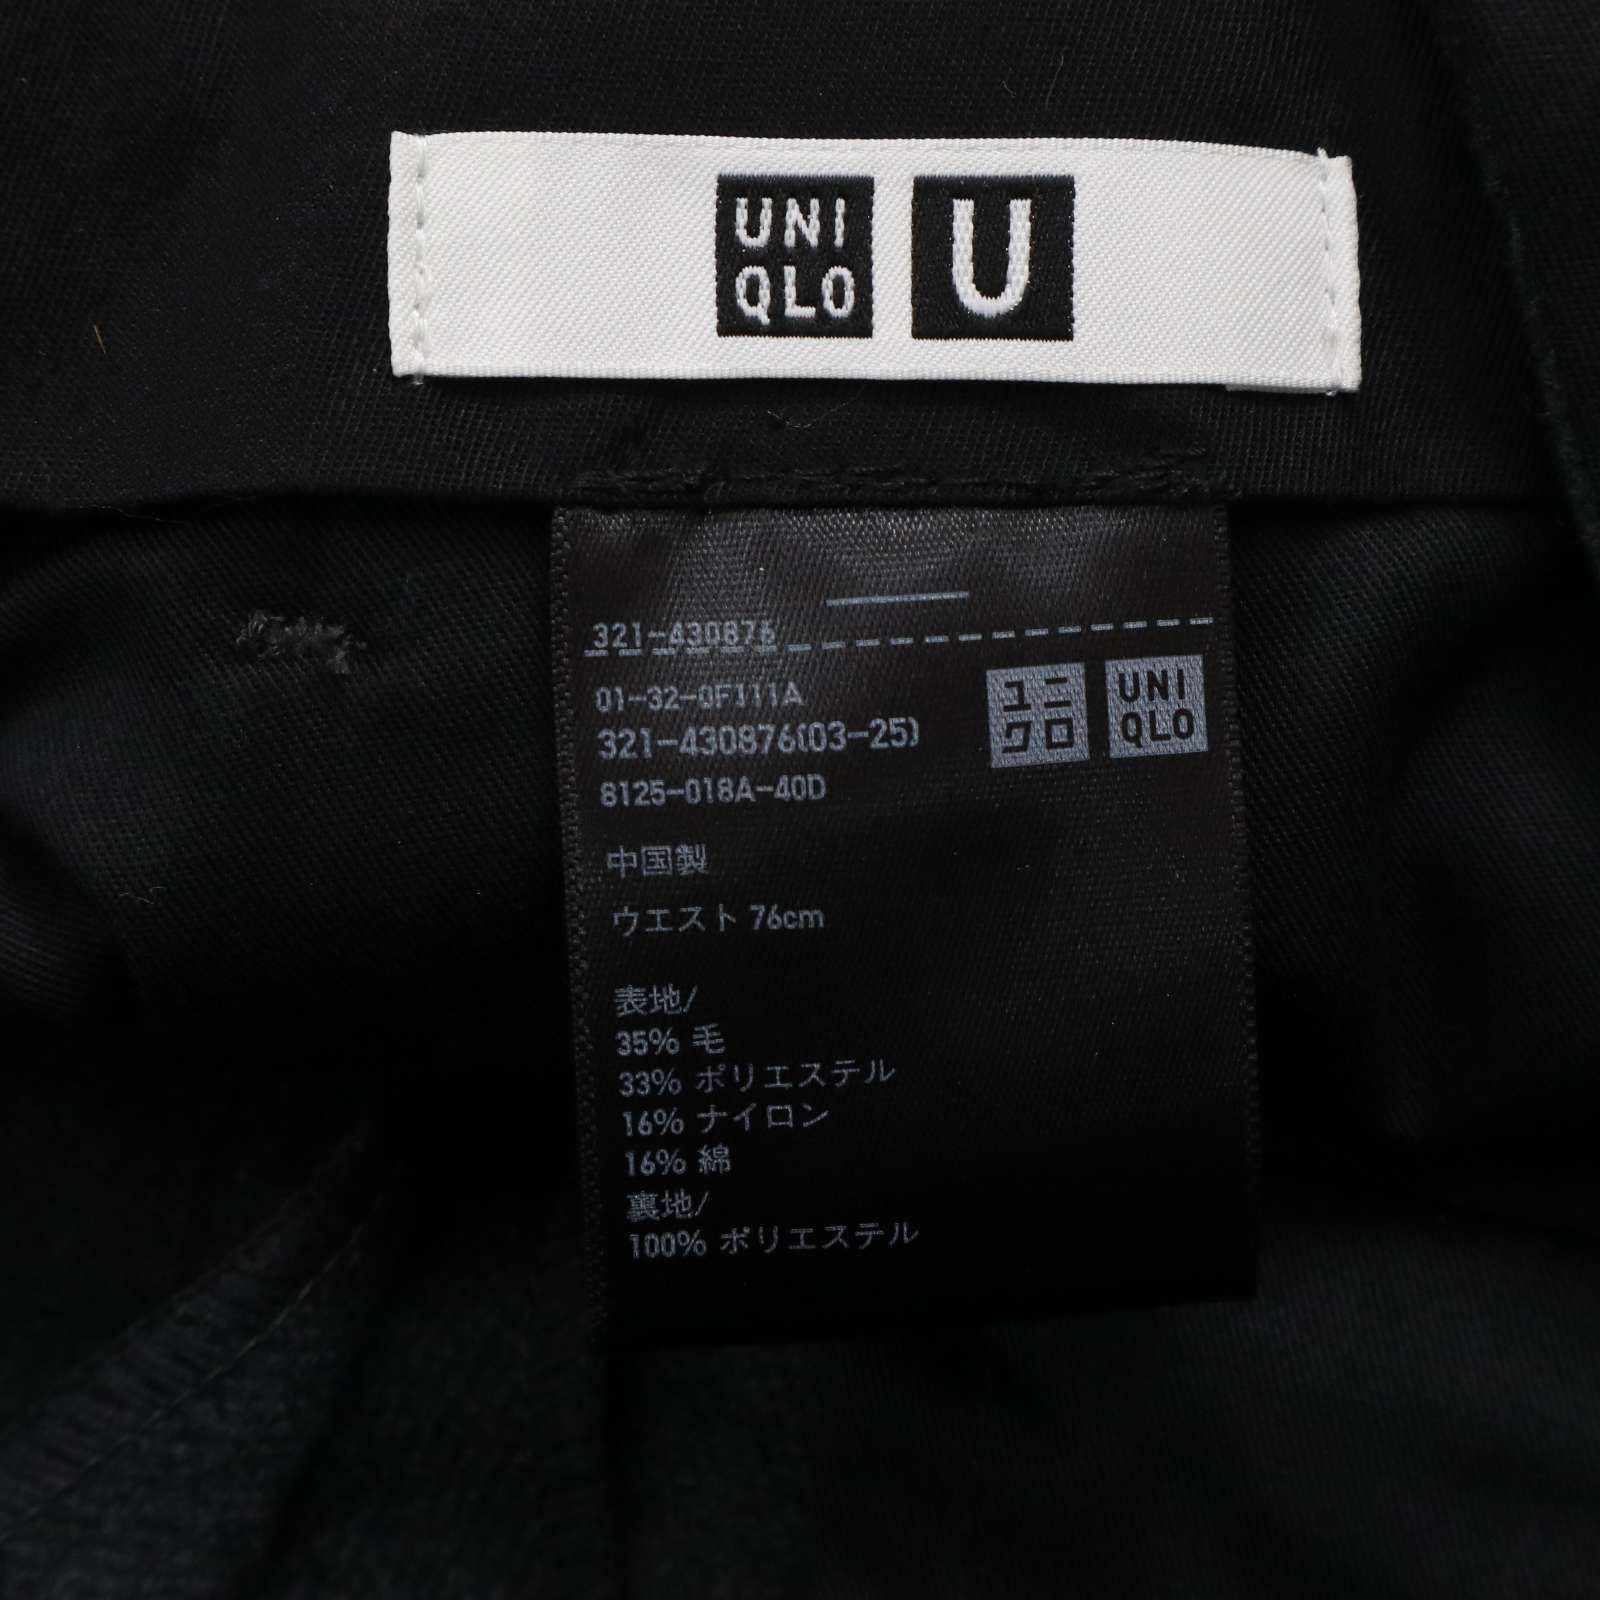 UNI
QLO
U
321-430876
01-32-0F111A
321-430876(03-25)
8125-018A-40D
ユニ
クロ
UNI
QLO
中国製
ウエスト 76cm
表地/
35% 毛
33% ポリエステル
16% ナイロン
16% 綿
裏地/
100% ポリエステル